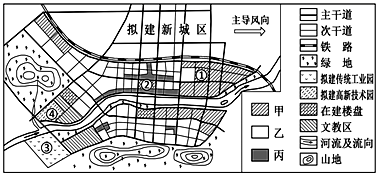 拟建新城区
主导风向
①
②
③
④
甲
乙
丙
主干道
次干道
铁路
绿地
拟建传统工业园
拟建高新技术园
在建楼盘
文教区
河流及流向
山地